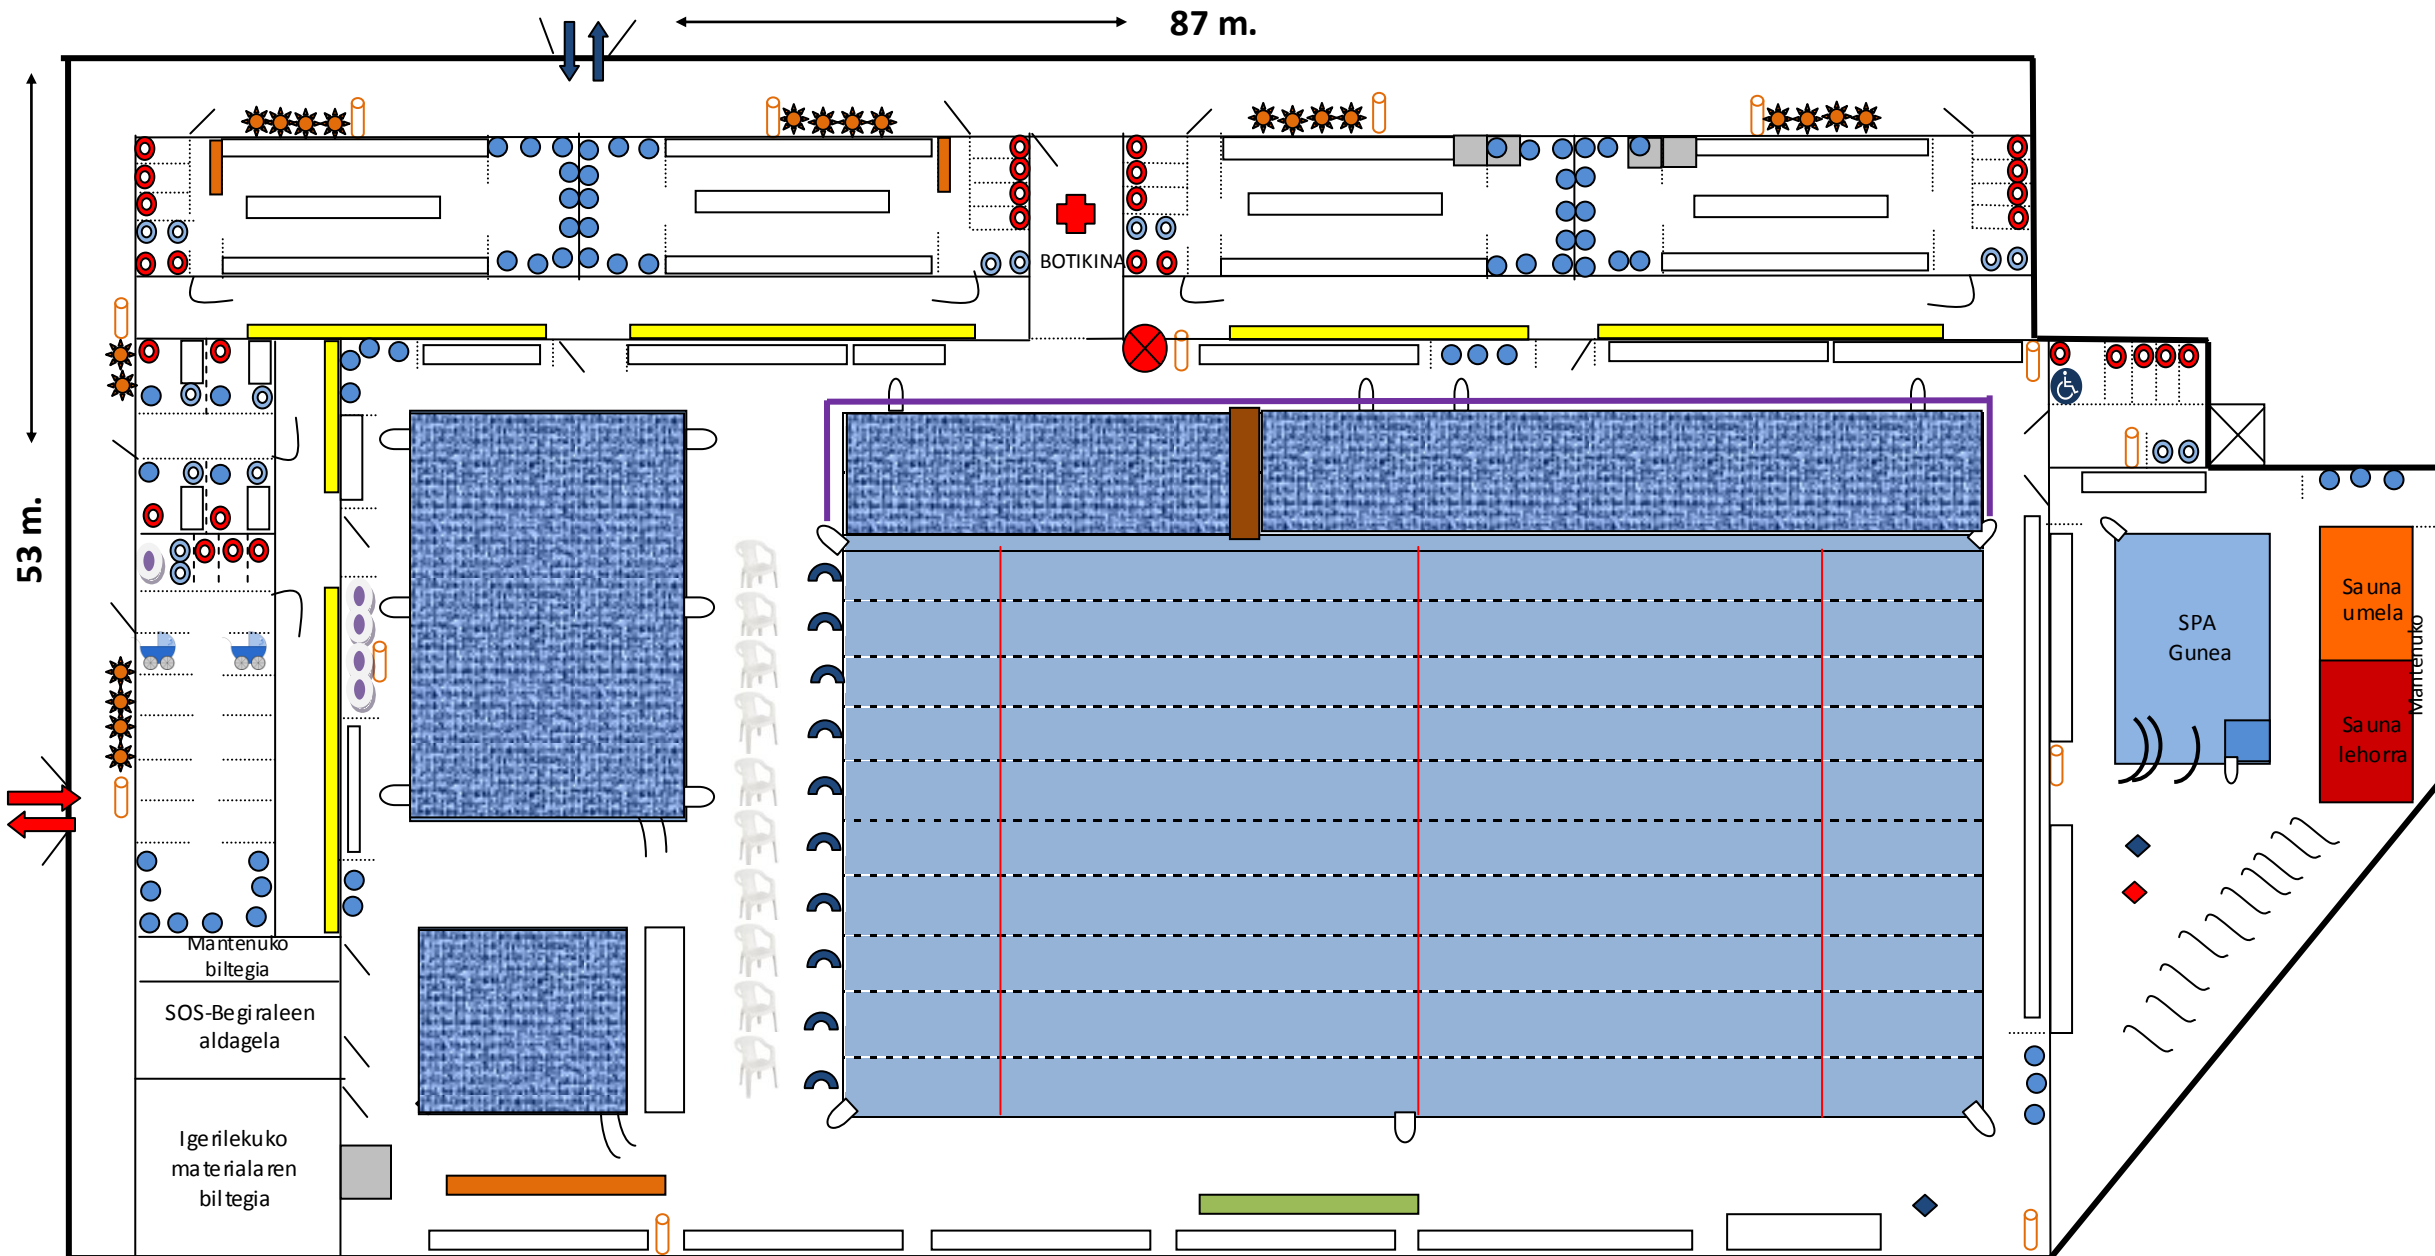 87 m.
53 m.
BOTIKINA
SPA
Gunea
Sauna
umela
Mantenuko
Sauna
lehorra
Mantenuko
biltegia
SOS-Begiraleen
aldagela
Igerilekuko
materialaren
biltegia